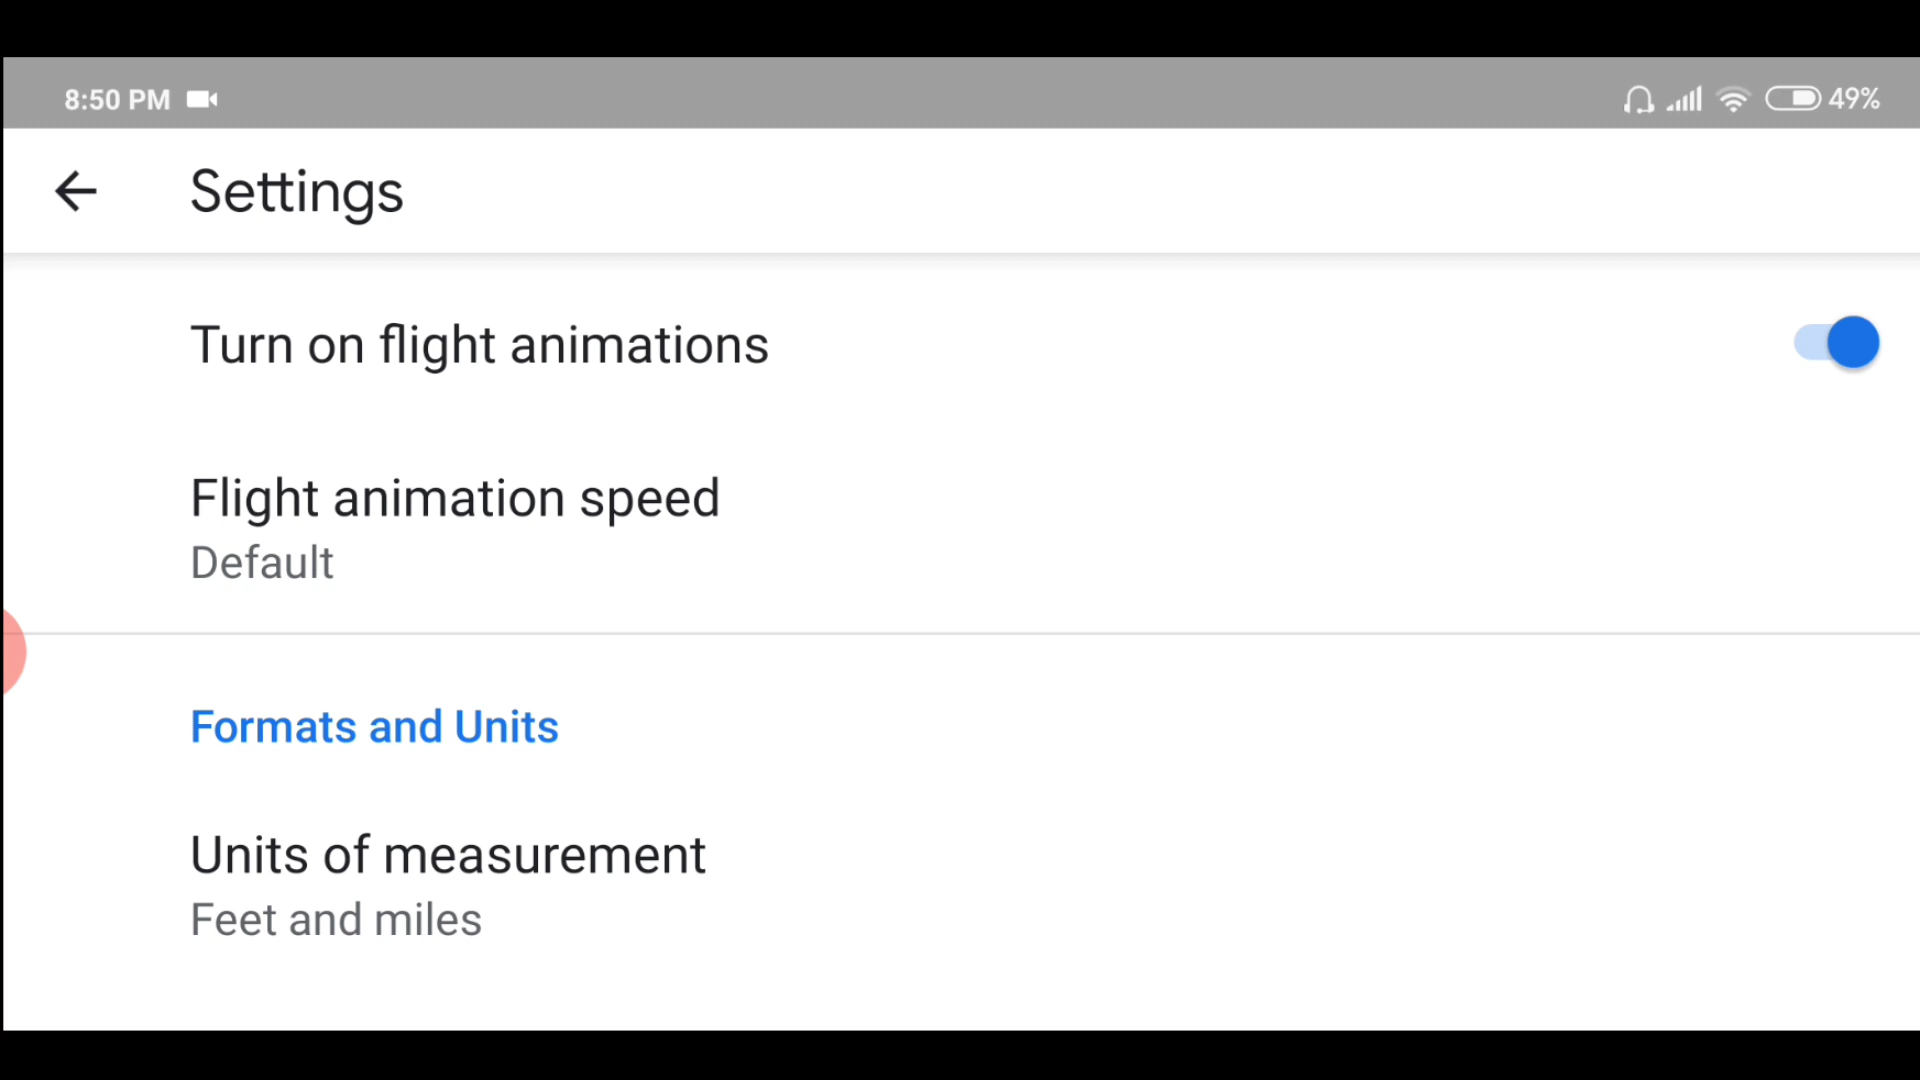 8:50 PM
49%
Settings
Turn on flight animations
Flight animation speed
Default
Formats and Units
Units of measurement
Feet and miles